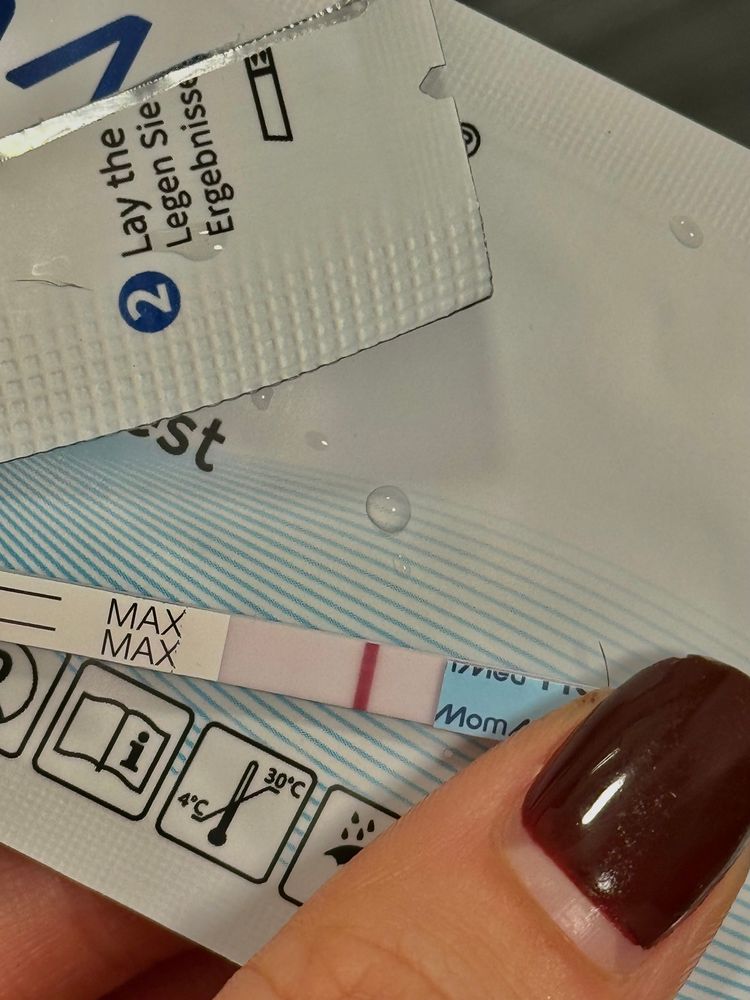 2 Lay the
Legen Sie
Ergebnisse
®
est
MAX
MAX
Mom
i
4°C
30°C